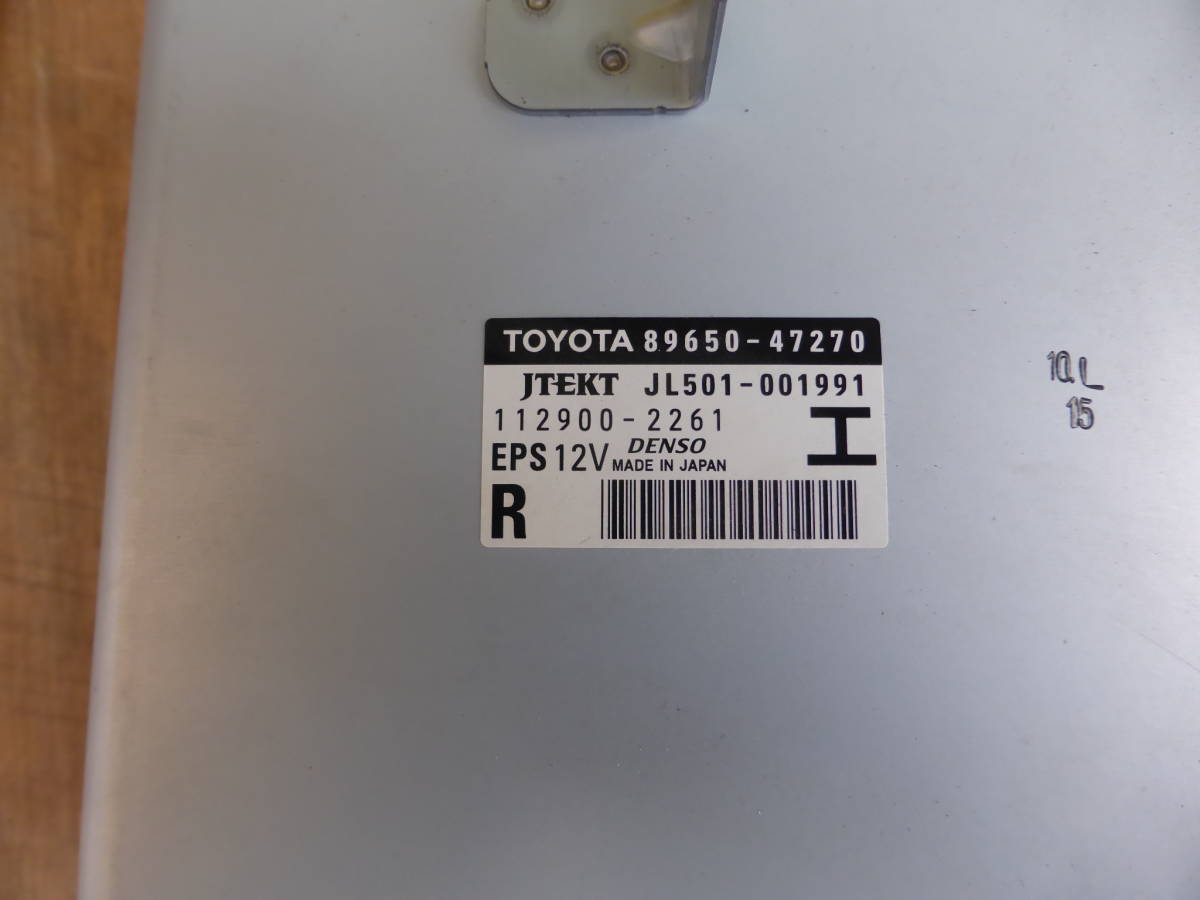 TOYOTA 89650-47270
JTEKT JL501-001991
112900-2261
EPS 12V DENSO MADE IN JAPAN
R
10.L
15